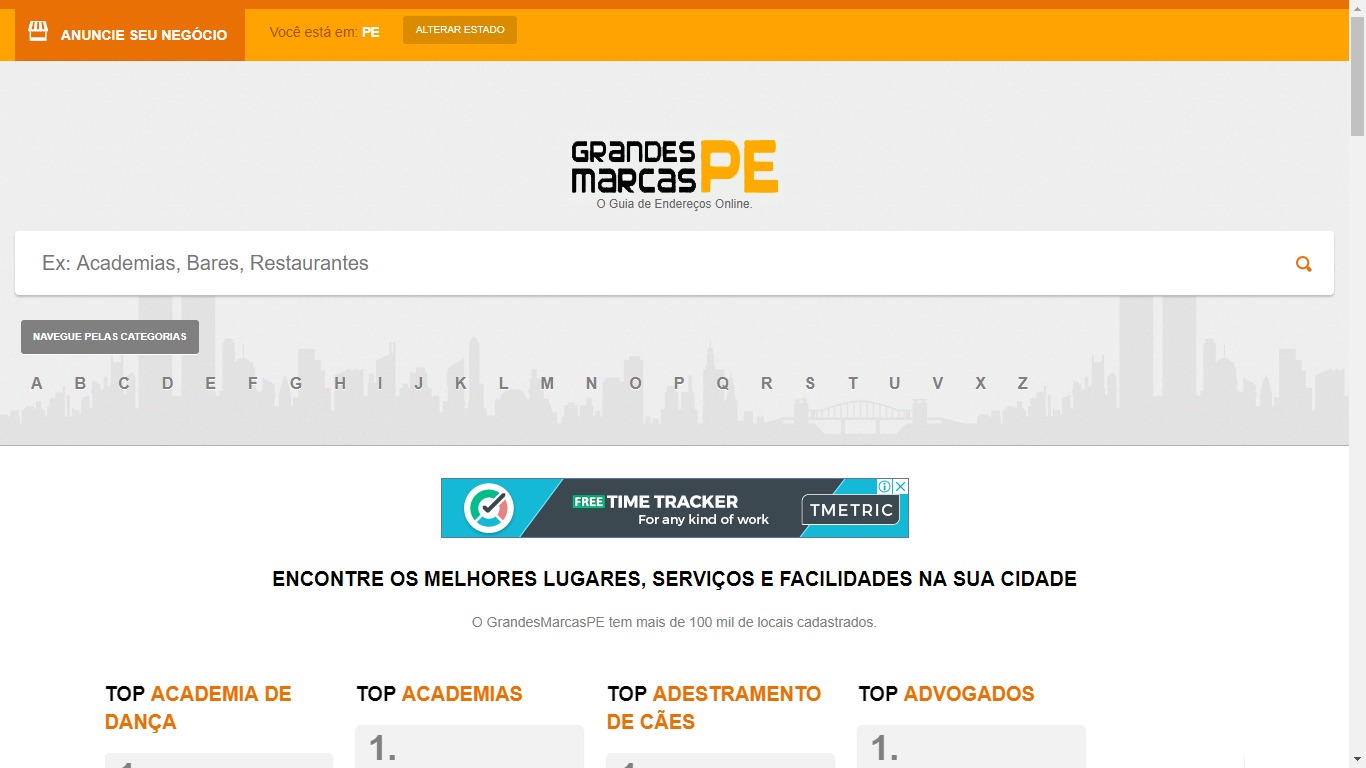 ANUNCIE SEU NEGÓCIO
Você está em: PE
ALTERAR ESTADO
GRANDES MARCAS PE
O Guia de Endereços Online.
Ex: Academias, Bares, Restaurantes
NAVEGUE PELAS CATEGORIAS
A B C D E F G H I J K L M N O P Q R S T U V X Z
FREE TIME TRACKER
For any kind of work
TMETRIC
ENCONTRE OS MELHORES LUGARES, SERVIÇOS E FACILIDADES NA SUA CIDADE
O GrandesMarcasPE tem mais de 100 mil de locais cadastrados.
TOP ACADEMIA DE
DANÇA
1.
TOP ACADEMIAS
1.
TOP ADESTRAMENTO
DE CÃES
1.
TOP ADVOGADOS
1.